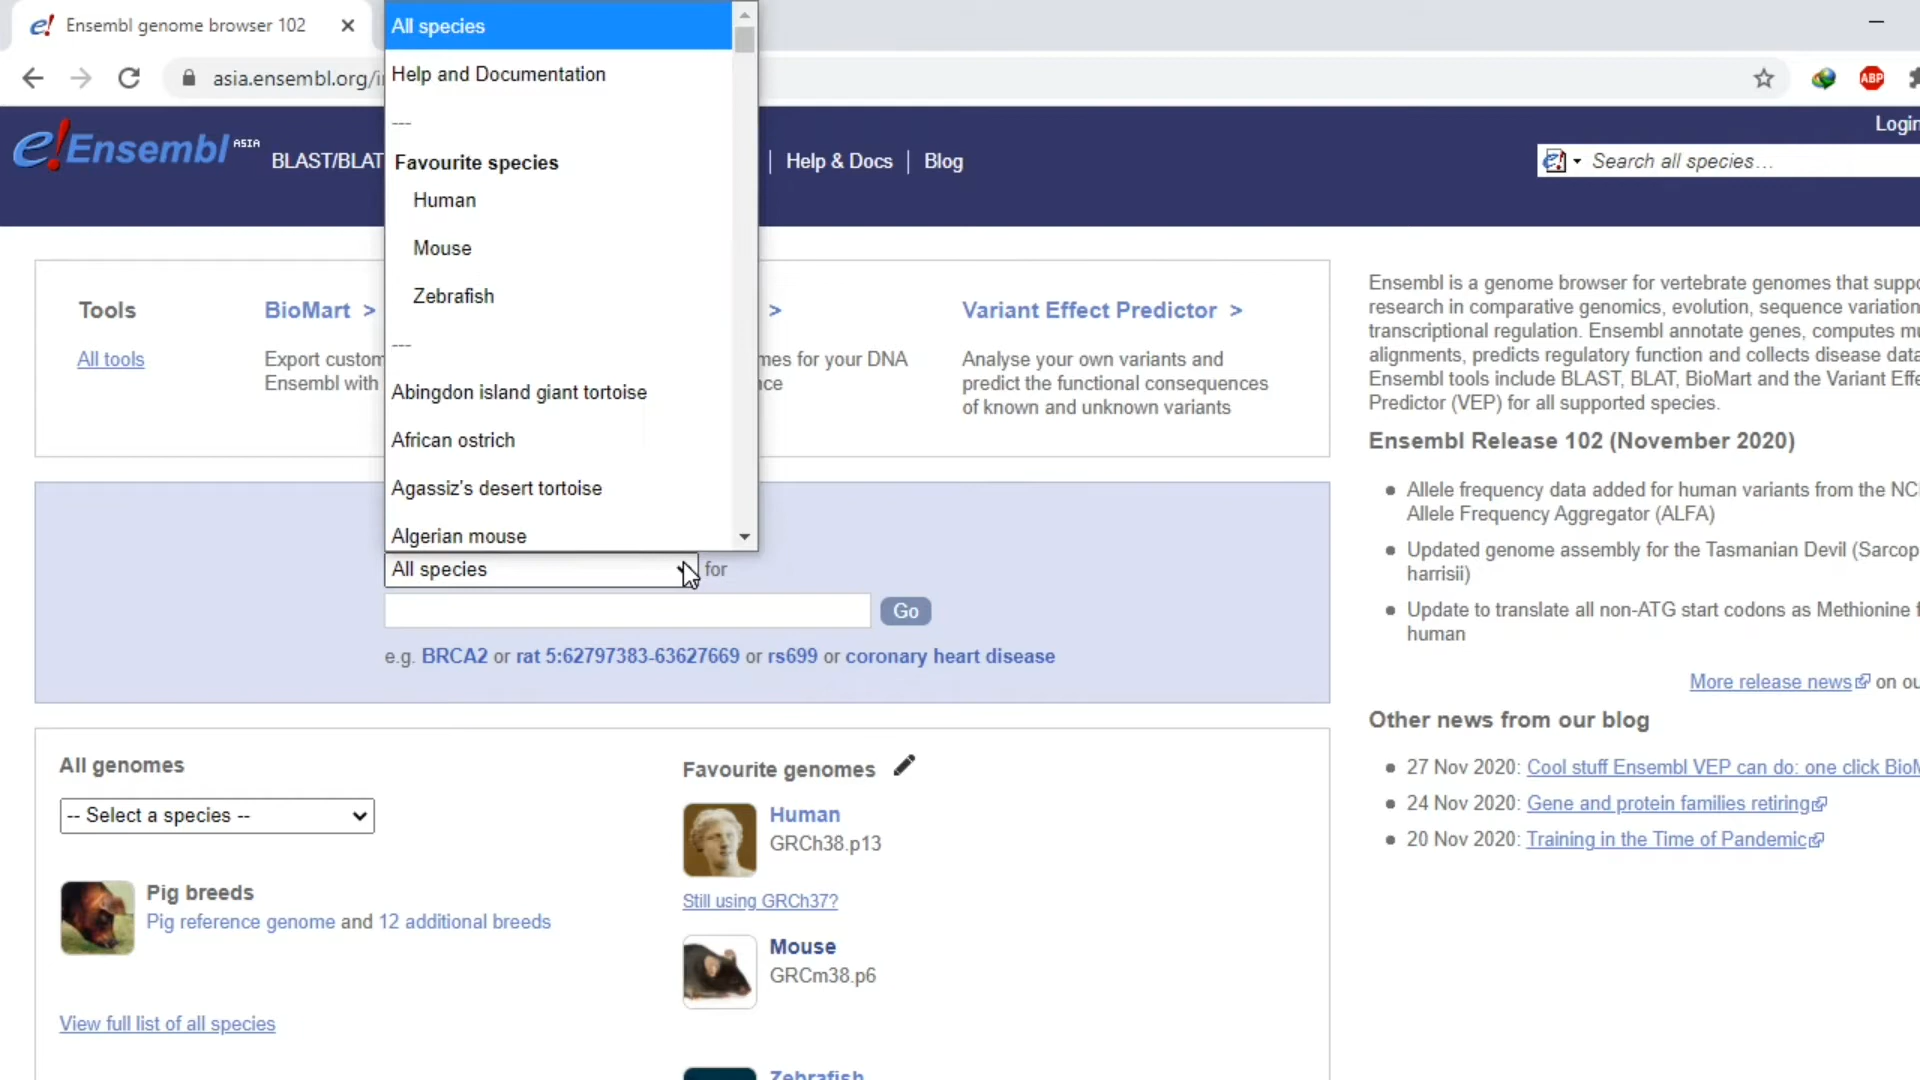 Ensembl genome browser 102
asia.ensembl.org/i
ABP
All species
Help and Documentation
---
Favourite species
Human
Mouse
Zebrafish
---
Abingdon island giant tortoise
African ostrich
Agassiz's desert tortoise
Algerian mouse
Login
e!Ensembl ASIA
BLAST/BLAT
| Help & Docs | Blog
e! Search all species...
Tools
All tools
BioMart >
Export custom
Ensembl with
>
mes for your DNA
ce
Variant Effect Predictor >
Analyse your own variants and
predict the functional consequences
of known and unknown variants
All species for
Go
e.g. BRCA2 or rat 5:62797383-63627669 or rs699 or coronary heart disease
All genomes
-- Select a species --
Pig breeds
Pig reference genome and 12 additional breeds
View full list of all species
Favourite genomes
Human
GRCh38.p13
Still using GRCh37?
Mouse
GRCm38.p6
Zebrafish
Ensembl is a genome browser for vertebrate genomes that suppo
research in comparative genomics, evolution, sequence variation
transcriptional regulation. Ensembl annotate genes, computes mu
alignments, predicts regulatory function and collects disease data
Ensembl tools include BLAST, BLAT, BioMart and the Variant Effe
Predictor (VEP) for all supported species.
Ensembl Release 102 (November 2020)
Allele frequency data added for human variants from the NC
Allele Frequency Aggregator (ALFA)
Updated genome assembly for the Tasmanian Devil (Sarcop
harrisii)
Update to translate all non-ATG start codons as Methionine f
human
More release news on ou
Other news from our blog
27 Nov 2020: Cool stuff Ensembl VEP can do: one click BioM
24 Nov 2020: Gene and protein families retiring
20 Nov 2020: Training in the Time of Pandemic